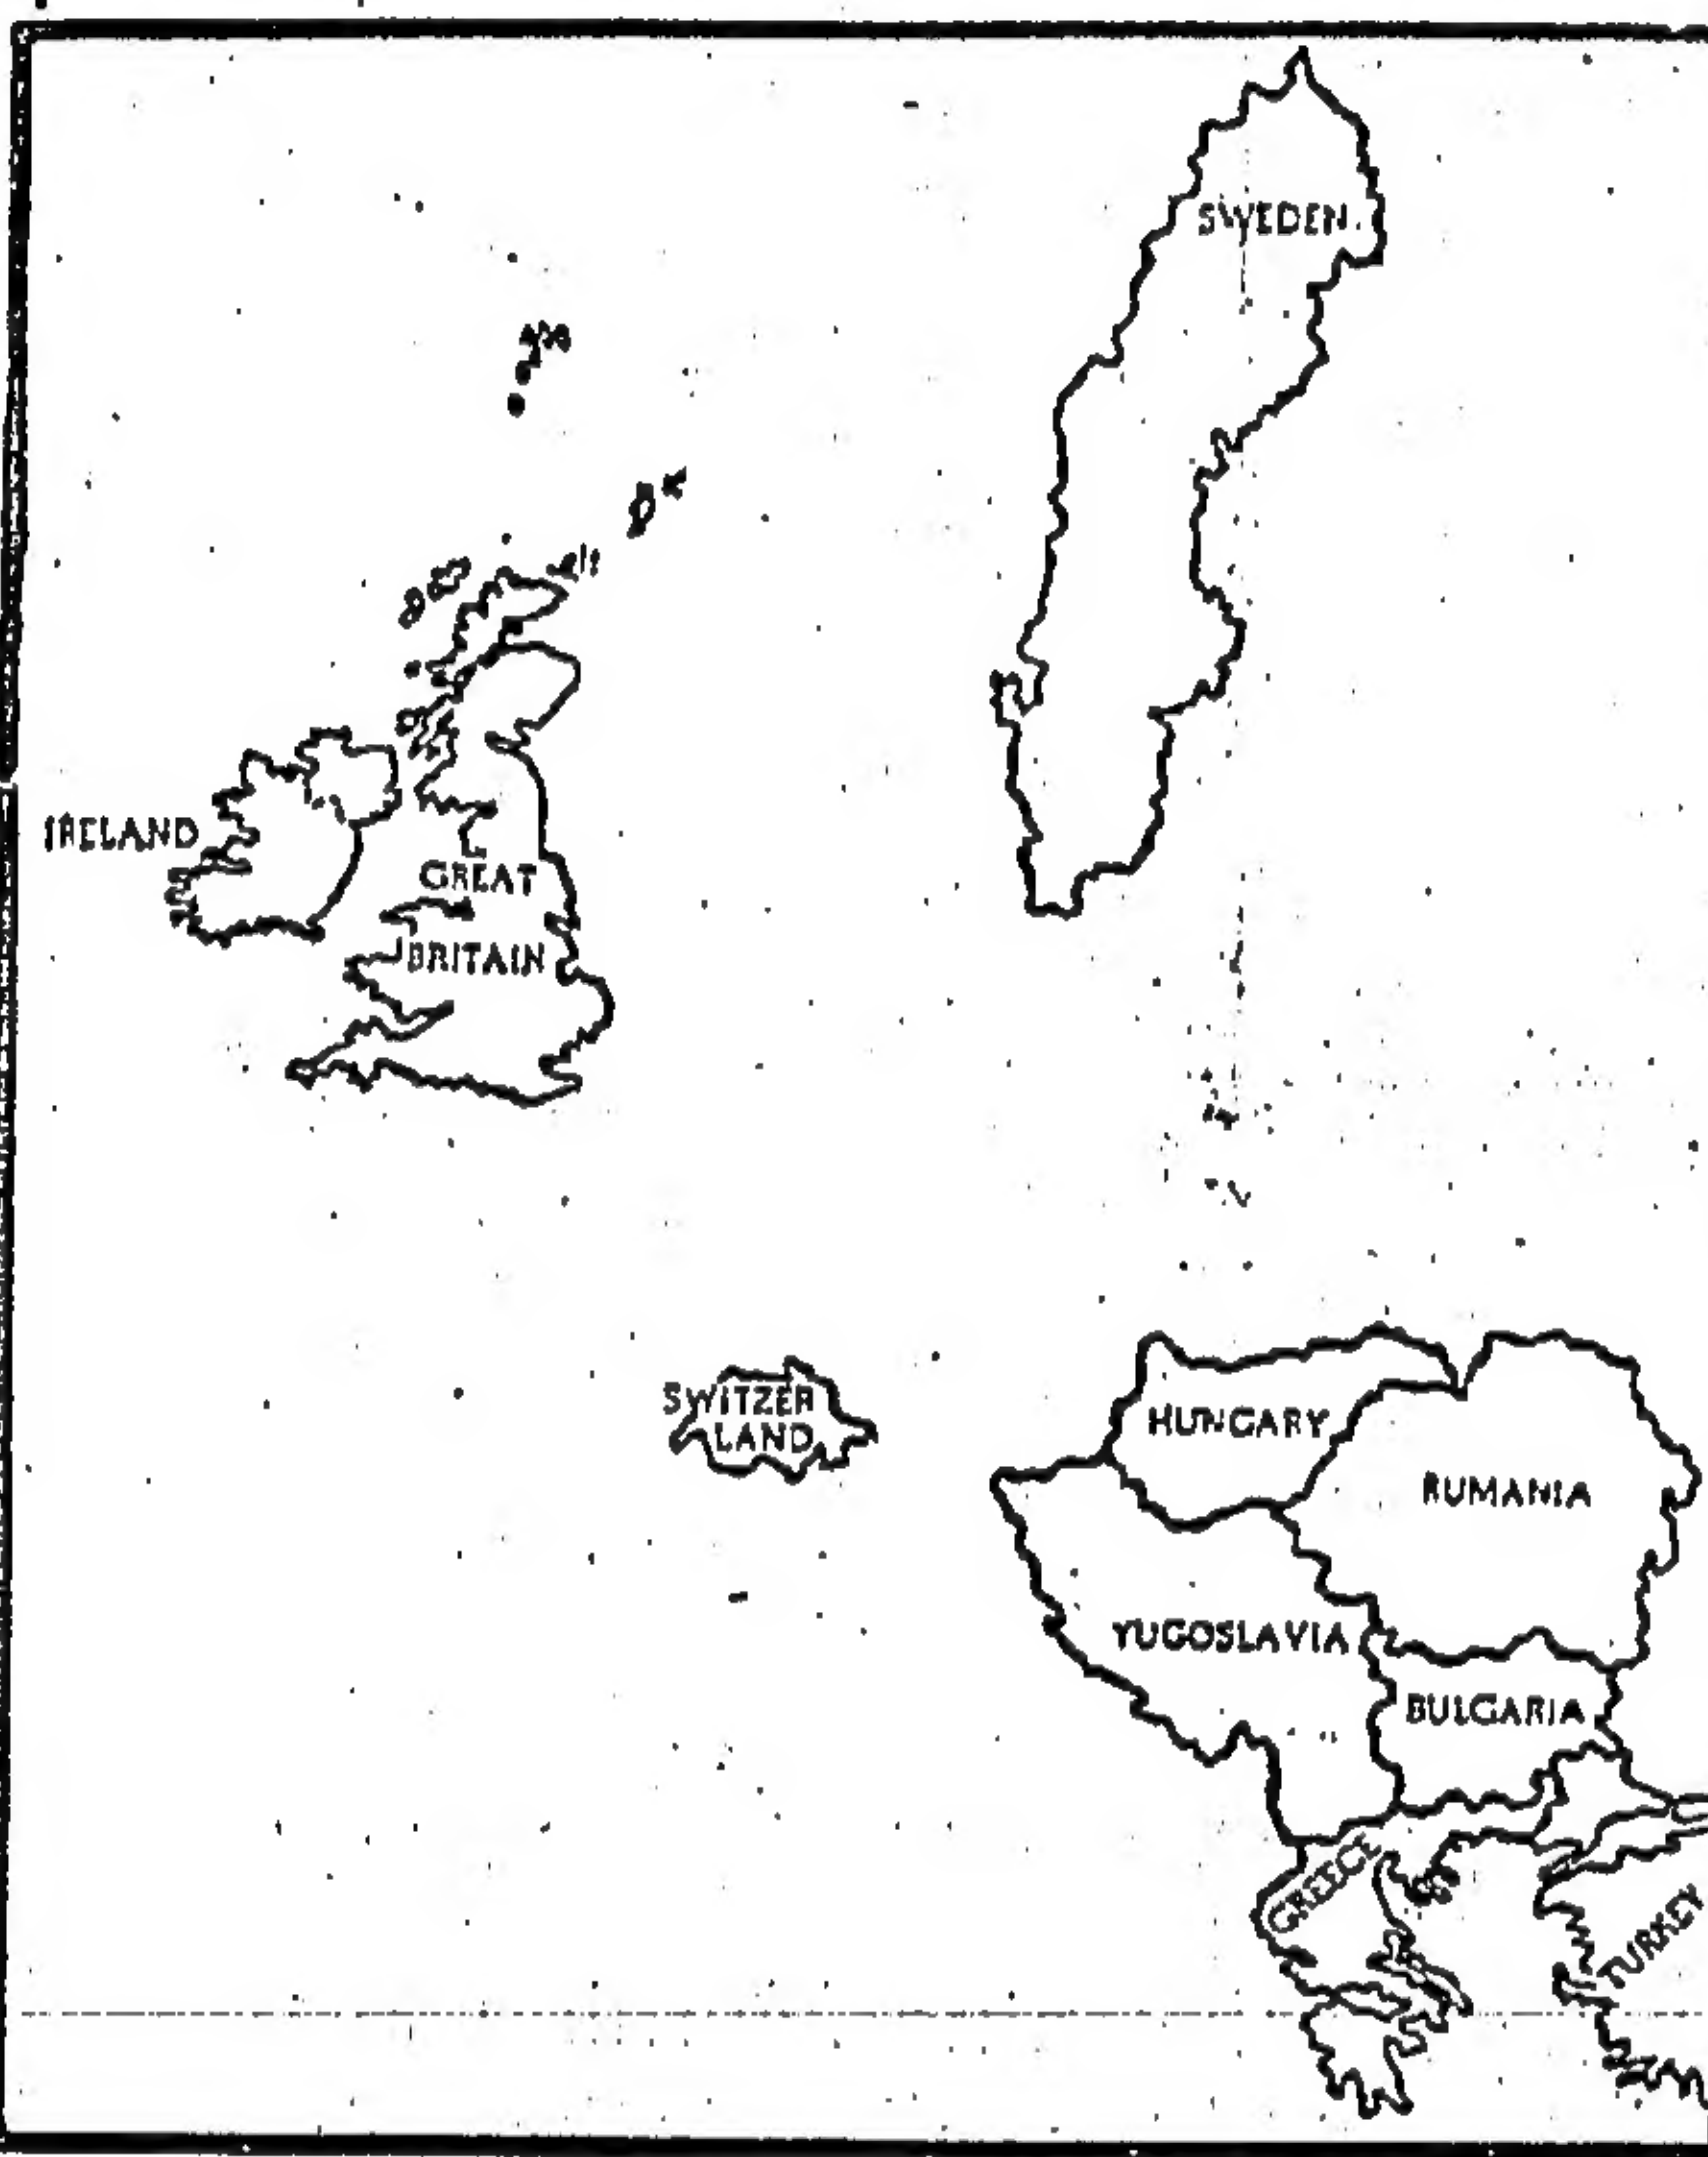 SWEDEN
IRELAND
GREAT
BRITAIN
SWITZER
LAND
HUNGARY
RUMANIA
YUGOSLAVIA
BULGARIA
GREECE
TURKEY